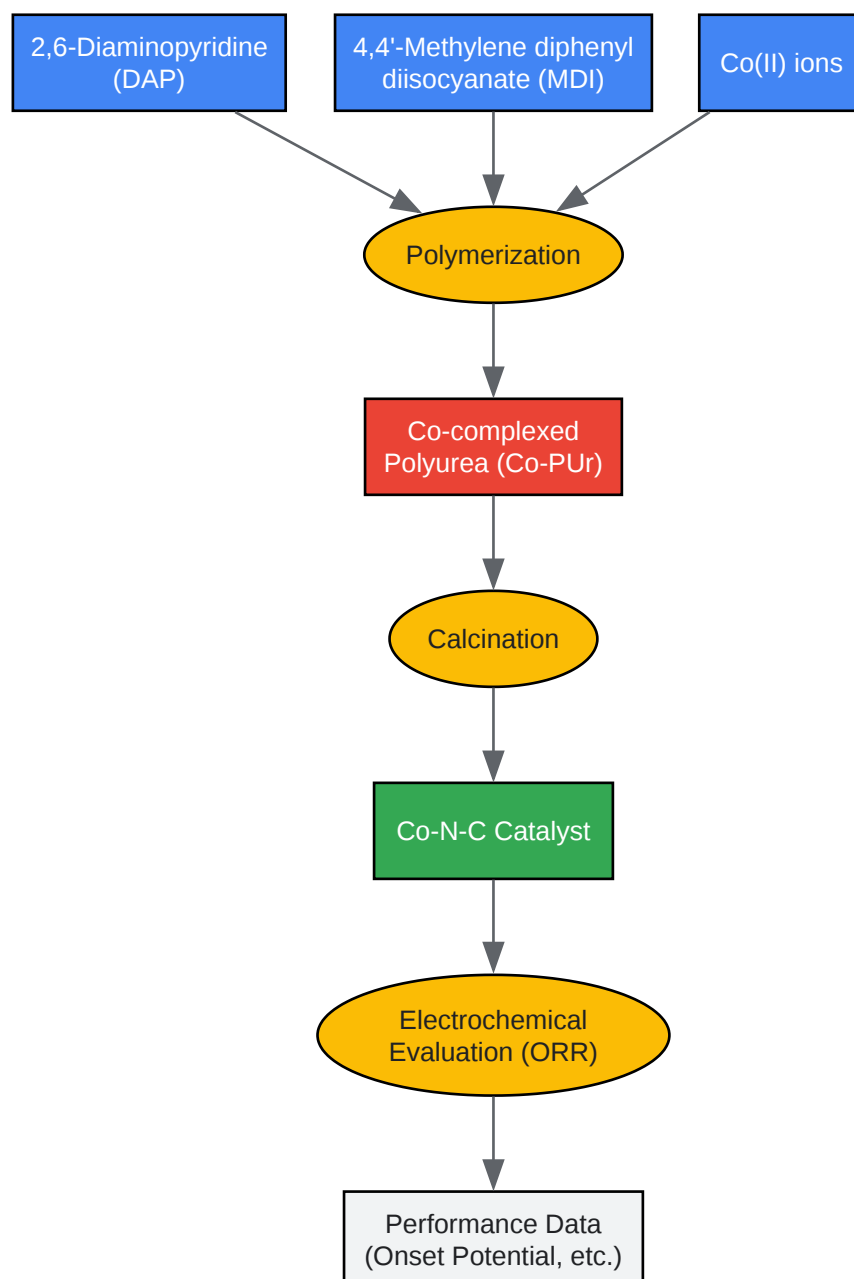 2,6-Diaminopyridine
(DAP)
4,4'-Methylene diphenyl
diisocyanate (MDI)
Co(II) ions
Polymerization
Co-complexed
Polyurea (Co-PUr)
Calcination
Co-N-C Catalyst
Electrochemical
Evaluation (ORR)
Performance Data
(Onset Potential, etc.)